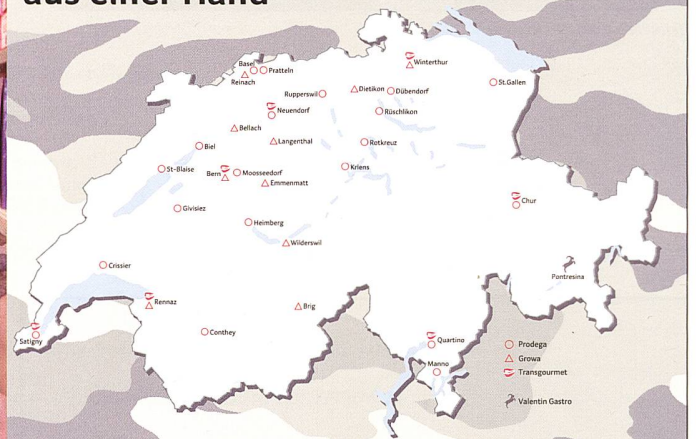 aus einer Hand
Winterthur
Basel
Pratteln
Reinach
St.Gallen
Rupperswil
Dietikon
Dübendorf
Neuendorf
Rüschlikon
Bellach
Langenthal
Rotkreuz
Biel
St-Blaise
Bern
Moosseedorf
Kriens
Emmenmatt
Chur
Givisiez
Heimberg
Wilderswil
Crissier
Pontresina
Rennaz
Brig
Conthey
Satigny
Quartino
Manno
Prodega
Growa
Transgourmet
Valentin Gastro